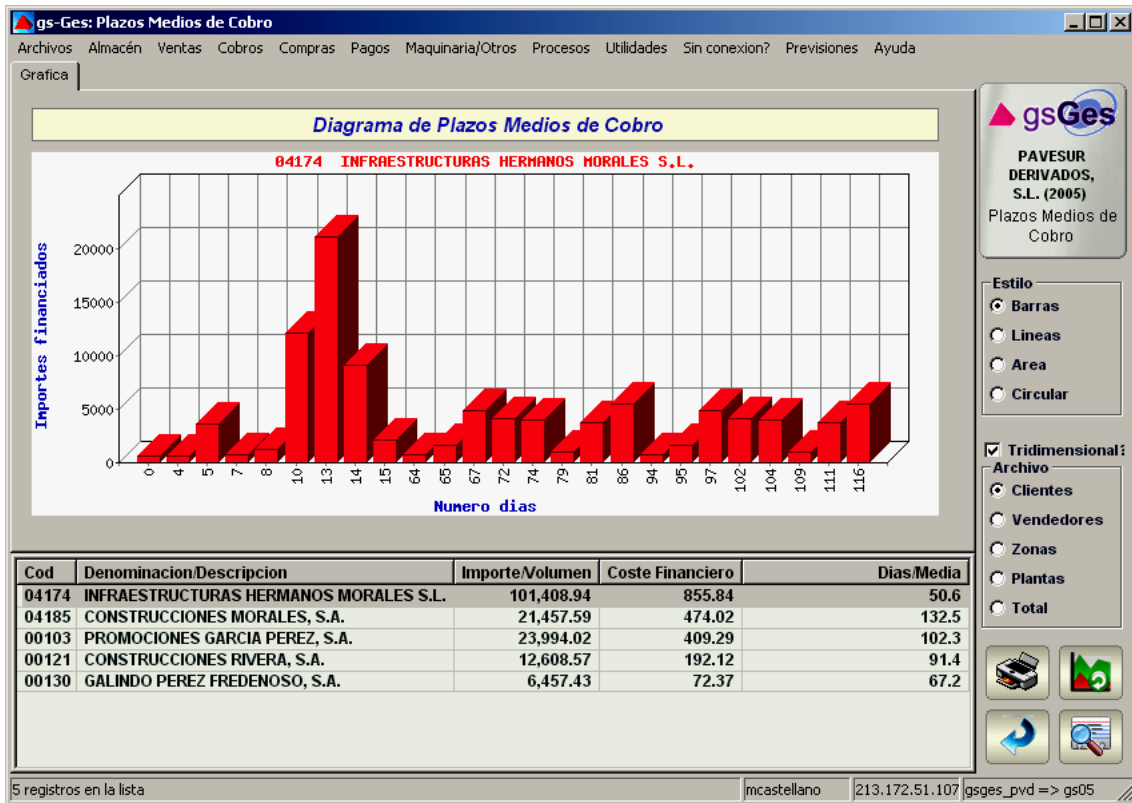 gs-Ges: Plazos Medios de Cobro
Archivos Almacén Ventas Cobros Compras Pagos Maquinaria/Otros Procesos Utilidades Sin conexion? Previsiones Ayuda
Grafica
Diagrama de Plazos Medios de Cobro
04174 INFRAESTRUCTURAS HERMANOS MORALES S.L.
Importes financiados
20000
15000
10000
5000
0
0 4 5 7 8 10 13 14 15 64 65 67 72 74 79 81 86 94 95 97 102 104 109 111 116
Numero dias
gsGes
PAVESUR
DERIVADOS,
S.L. (2005)
Plazos Medios de
Cobro
Estilo
Barras
Lineas
Area
Circular
Tridimensional?
Archivo
Clientes
Vendedores
Zonas
Plantas
Total
Cod Denominacion/Descripcion Importe/Volumen Coste Financiero Dias/Media
04174 INFRAESTRUCTURAS HERMANOS MORALES S.L. 101,408.94 855.84 50.6
04185 CONSTRUCCIONES MORALES, S.A. 21,457.59 474.02 132.5
00103 PROMOCIONES GARCIA PEREZ, S.A. 23,994.02 409.29 102.3
00121 CONSTRUCCIONES RIVERA, S.A. 12,608.57 192.12 91.4
00130 GALINDO PEREZ FREDENOSO, S.A. 6,457.43 72.37 67.2
5 registros en la lista mcastellano 213.172.51.107 gsges_pvd => gs05